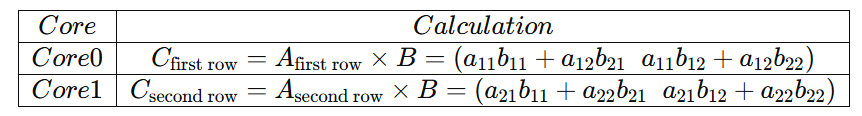 Core Calculation
Core0 C_first row = A_first row × B = (a₁₁b₁₁ + a₁₂b₂₁ a₁₁b₁₂ + a₁₂b₂₂)
Core1 C_second row = A_second row × B = (a₂₁b₁₁ + a₂₂b₂₁ a₂₁b₁₂ + a₂₂b₂₂)